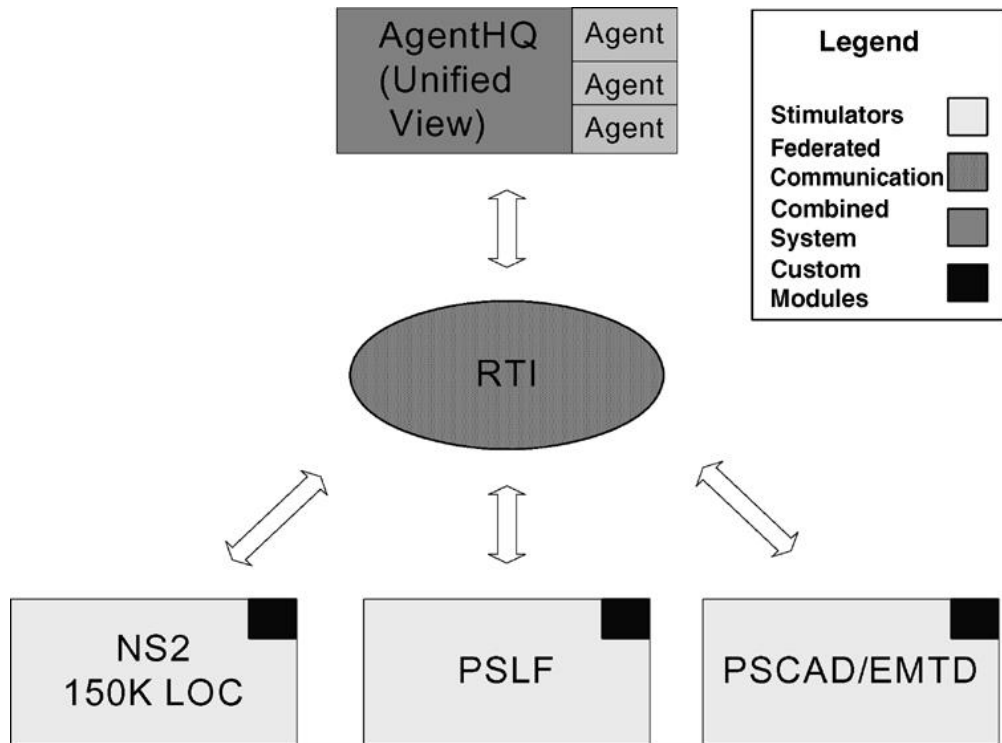 AgentHQ
(Unified
View)
Agent
Agent
Agent
Legend
Stimulators
Federated
Communication
Combined
System
Custom
Modules
RTI
NS2
150K LOC
PSLF
PSCAD/EMTD